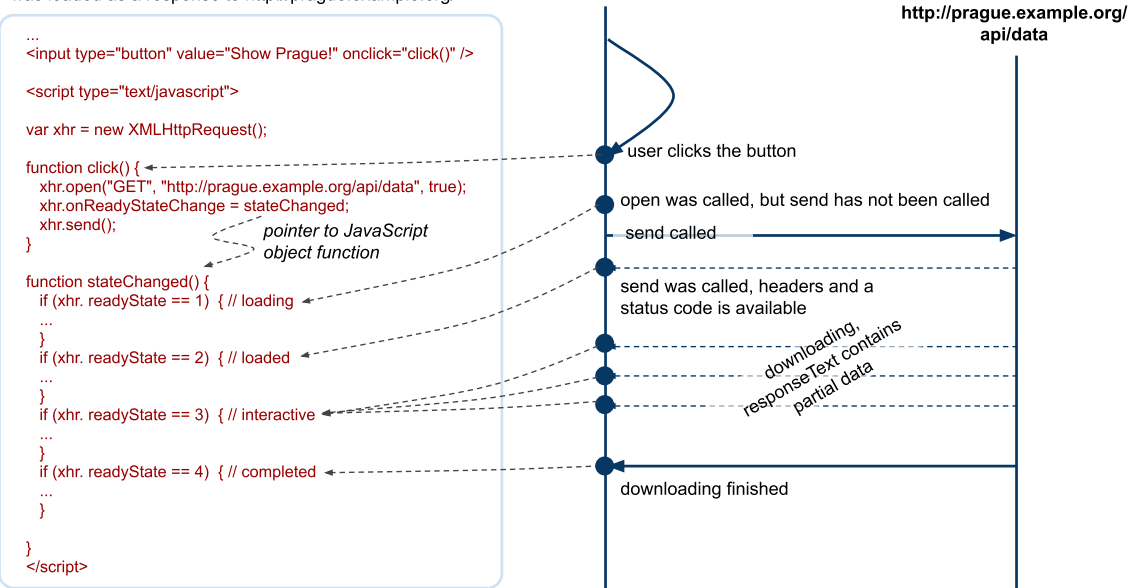 ...
<input type="button" value="Show Prague!" onclick="click()" />
<script type="text/javascript">
var xhr = new XMLHttpRequest();
function click() {
xhr.open("GET", "http://prague.example.org/api/data", true);
xhr.onReadyStateChange = stateChanged;
xhr.send();
}
pointer to JavaScript
object function
function stateChanged() {
if (xhr. readyState == 1) { // loading
...
}
if (xhr. readyState == 2) { // loaded
...
}
if (xhr. readyState == 3) { // interactive
...
}
if (xhr. readyState == 4) { // completed
...
}
}
</script>
http://prague.example.org/
api/data
user clicks the button
open was called, but send has not been called
send called
send was called, headers and a
status code is available
downloading,
responseText contains
partial data
downloading finished